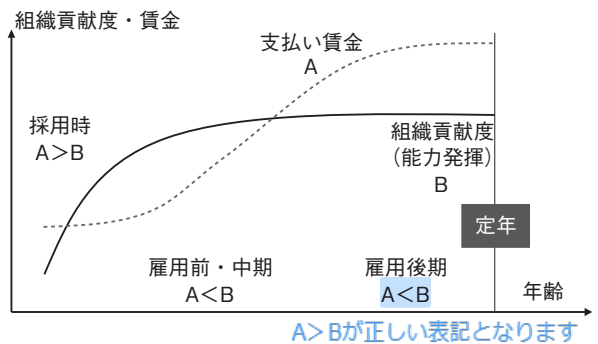 組織貢献度・賃金
支払い賃金
A
採用時
A＞B
組織貢献度
（能力発揮）
B
定年
雇用前・中期
A＜B
雇用後期
A＜B
年齢
A＞Bが正しい表記となります